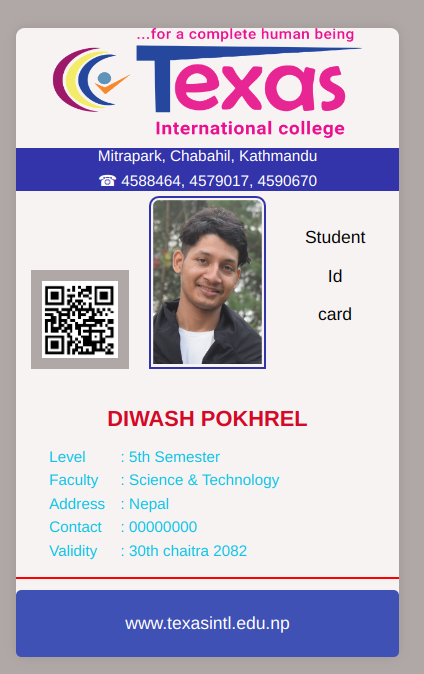 ...for a complete human being
Texas
International college
Mitrapark, Chabahil, Kathmandu
☎ 4588464, 4579017, 4590670
Student
Id
card
DIWASH POKHREL
Level : 5th Semester
Faculty : Science & Technology
Address : Nepal
Contact : 00000000
Validity : 30th chaitra 2082
www.texasintl.edu.np